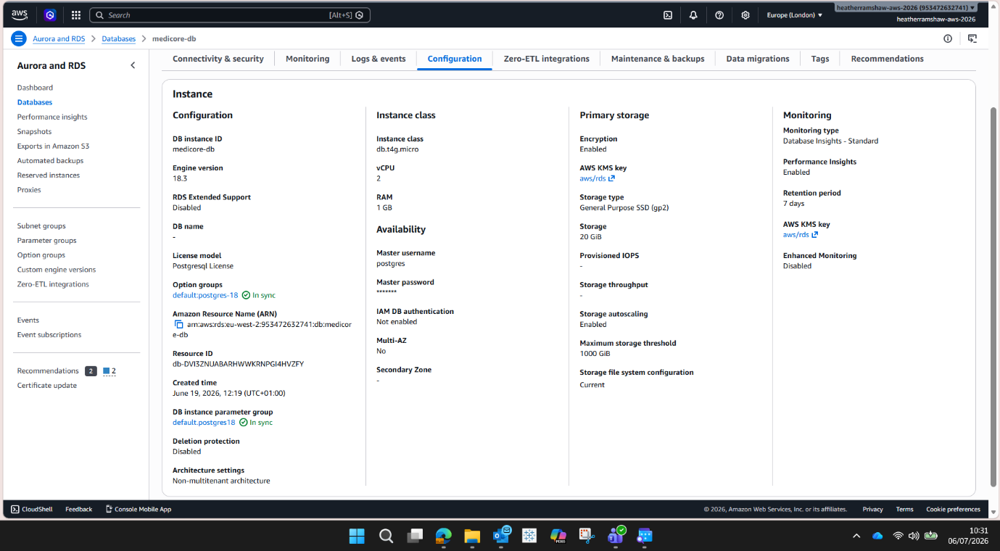 aws
Search
[Alt+S]
Europe (London) ▼
heatherramshaw-aws-2026 (953472632741) ▼
heatherramshaw-aws-2026
Aurora and RDS > Databases > medicore-db
Aurora and RDS
Dashboard
Databases
Performance insights
Snapshots
Exports in Amazon S3
Automated backups
Reserved instances
Proxies
Subnet groups
Parameter groups
Option groups
Custom engine versions
Zero-ETL integrations
Events
Event subscriptions
Recommendations 2 2
Certificate update
Connectivity & security
Monitoring
Logs & events
Configuration
Zero-ETL integrations
Maintenance & backups
Data migrations
Tags
Recommendations
Instance
Configuration
DB instance ID
medicore-db
Engine version
18.3
RDS Extended Support
Disabled
DB name
-
License model
Postgresql License
Option groups
default:postgres-18 In sync
Amazon Resource Name (ARN)
arn:aws:rds:eu-west-2:953472632741:db:medicor
e-db
Resource ID
db-DVI3ZNUABARHWWKRNPGI4HVZFY
Created time
June 19, 2026, 12:19 (UTC+01:00)
DB instance parameter group
default.postgres18 In sync
Deletion protection
Disabled
Architecture settings
Non-multitenant architecture
Instance class
Instance class
db.t4g.micro
vCPU
2
RAM
1 GB
Availability
Master username
postgres
Master password
*******
IAM DB authentication
Not enabled
Multi-AZ
No
Secondary Zone
-
Primary storage
Encryption
Enabled
AWS KMS key
aws/rds
Storage type
General Purpose SSD (gp2)
Storage
20 GiB
Provisioned IOPS
-
Storage throughput
-
Storage autoscaling
Enabled
Maximum storage threshold
1000 GiB
Storage file system configuration
Current
Monitoring
Monitoring type
Database Insights - Standard
Performance Insights
Enabled
Retention period
7 days
AWS KMS key
aws/rds
Enhanced Monitoring
Disabled
CloudShell
Feedback
Console Mobile App
© 2026, Amazon Web Services, Inc. or its affiliates.
Privacy
Terms
Cookie preferences
M365
10:31
06/07/2026